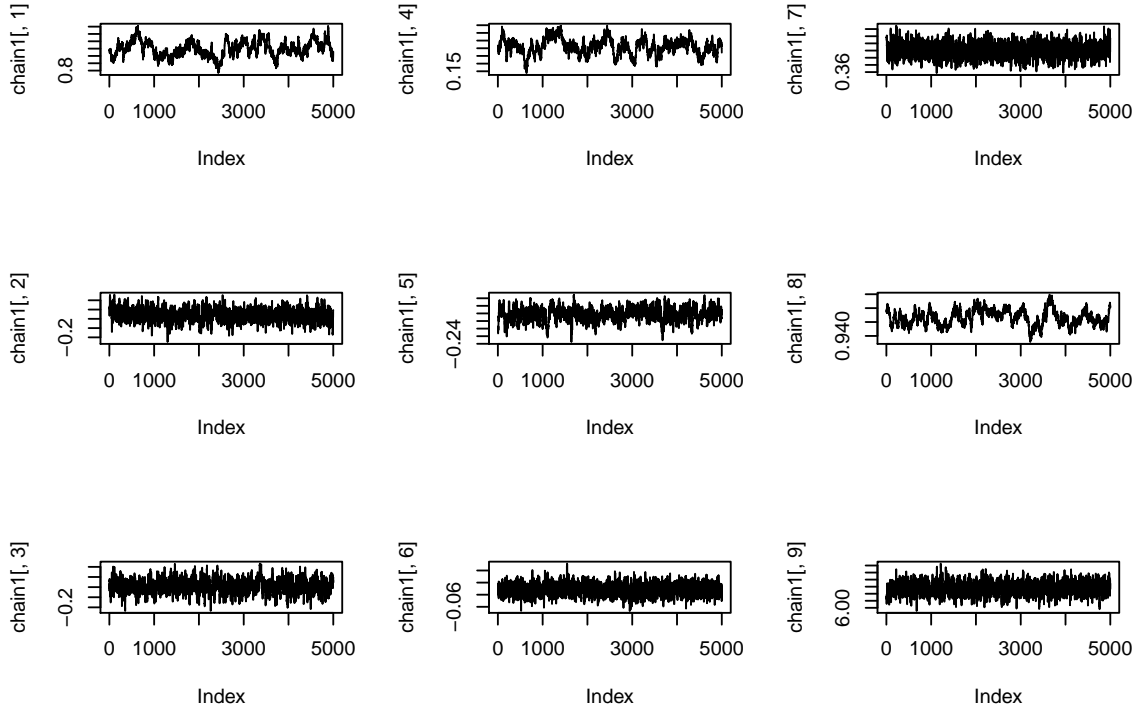 chain1[, 1]
0.8
0 1000 3000 5000
Index
chain1[, 4]
0.15
0 1000 3000 5000
Index
chain1[, 7]
0.36
0 1000 3000 5000
Index
chain1[, 2]
−0.2
0 1000 3000 5000
Index
chain1[, 5]
−0.24
0 1000 3000 5000
Index
chain1[, 8]
0.940
0 1000 3000 5000
Index
chain1[, 3]
−0.2
0 1000 3000 5000
Index
chain1[, 6]
−0.06
0 1000 3000 5000
Index
chain1[, 9]
6.00
0 1000 3000 5000
Index